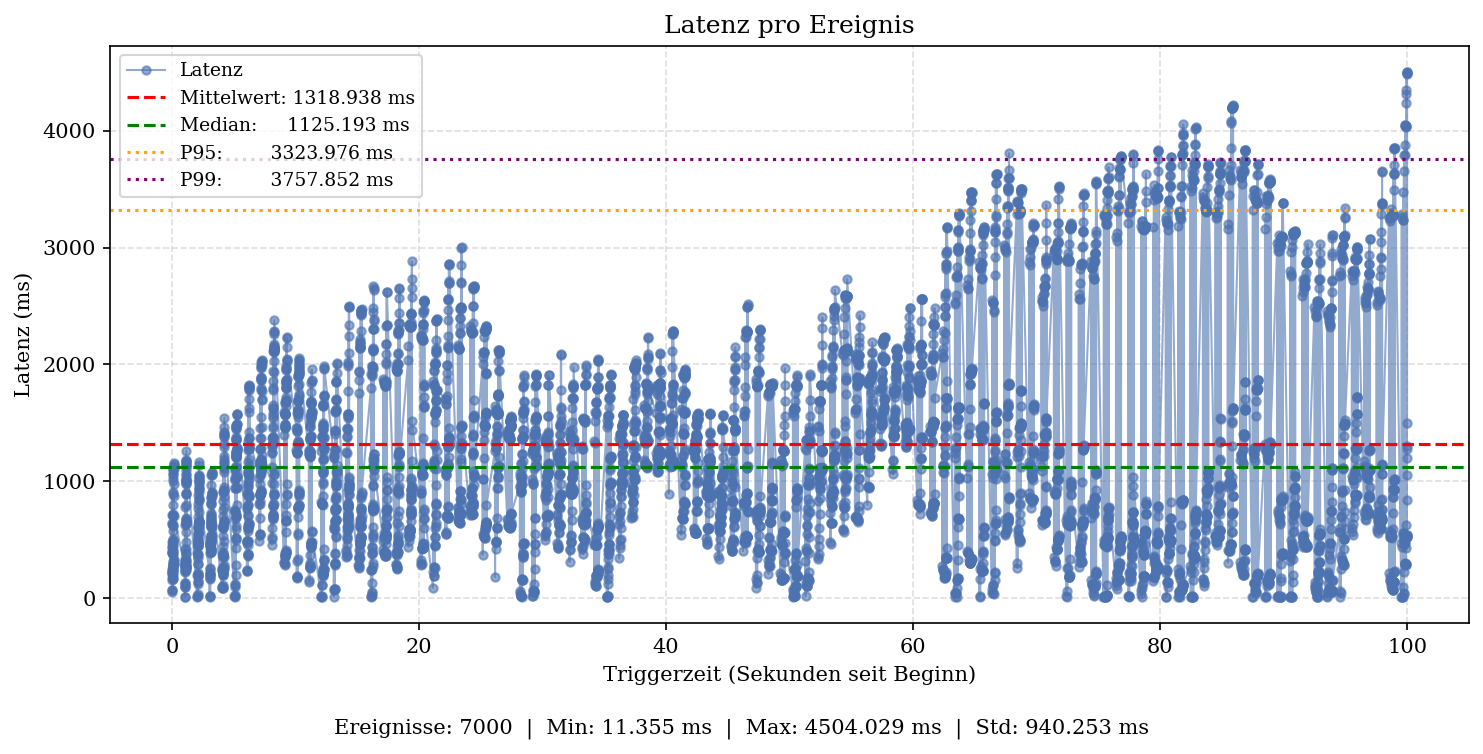 Latenz pro Ereignis
Latenz
Mittelwert: 1318.938 ms
Median: 1125.193 ms
P95: 3323.976 ms
P99: 3757.852 ms
Latenz (ms)
4000
3000
2000
1000
0
0 20 40 60 80 100
Triggerzeit (Sekunden seit Beginn)
Ereignisse: 7000 | Min: 11.355 ms | Max: 4504.029 ms | Std: 940.253 ms